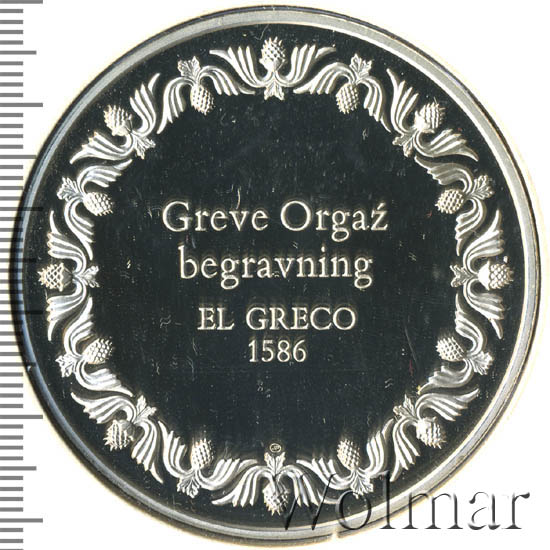 Greve Orgaź
begravning
EL GRECO
1586
Wolmar